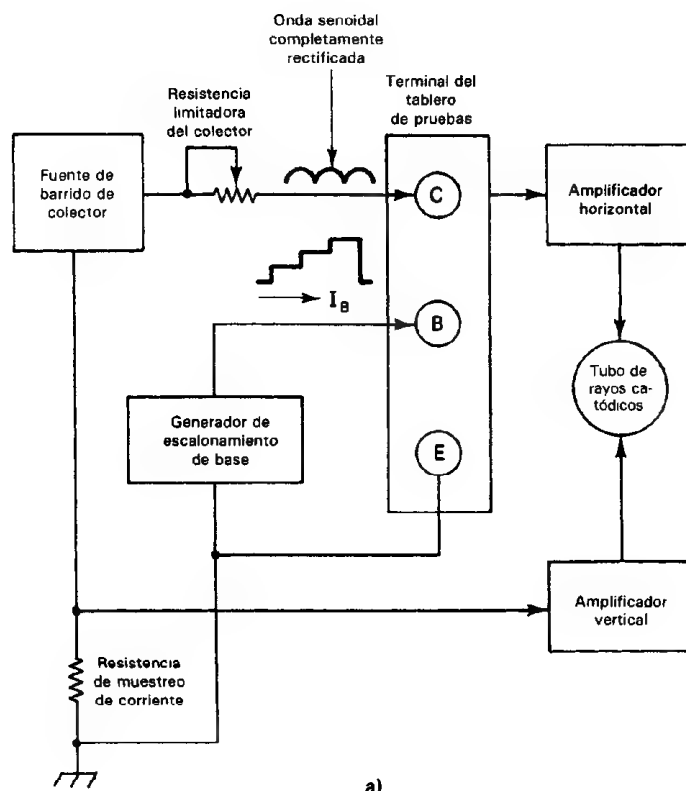 Onda senoidal
completamente
rectificada
Resistencia
limitadora
del colector
Terminal del
tablero
de pruebas
Fuente de
barrido de
colector
C
Amplificador
horizontal
I_B
B
Tubo de
rayos ca-
tódicos
Generador de
escalonamiento
de base
E
Amplificador
vertical
Resistencia
de muestreo
de corriente
a)